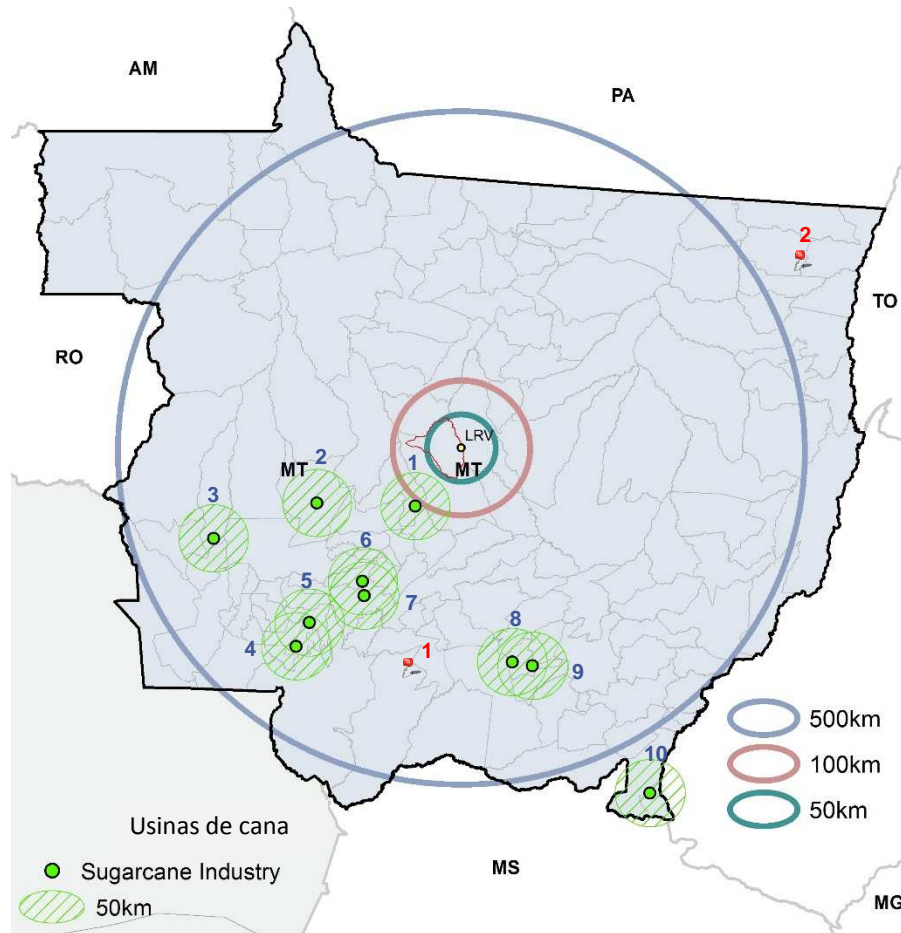 AM
PA
2
TO
RO
LRV
MT
MT
2
1
3
6
5
7
4
1
8
9
10
500km
100km
50km
Usinas de cana
Sugarcane Industry
50km
MS
MG